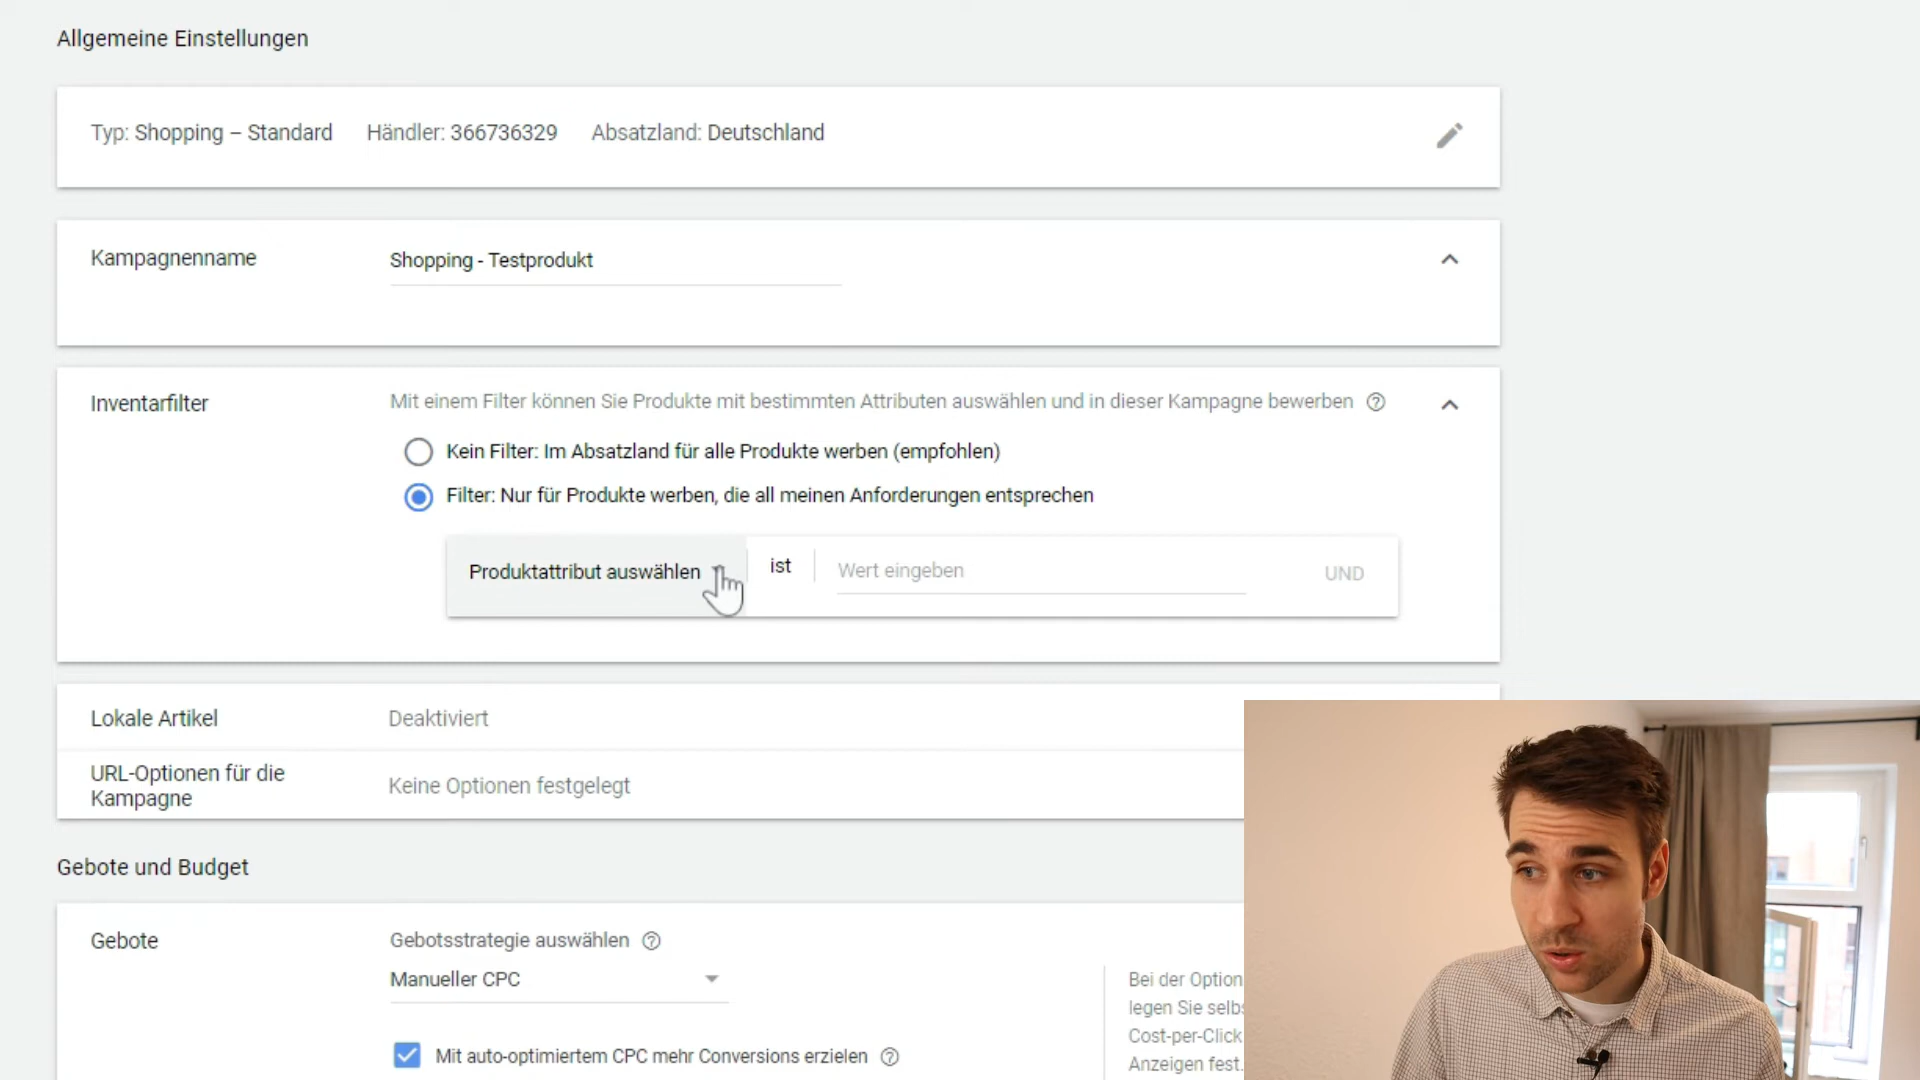 Allgemeine Einstellungen
Typ: Shopping – Standard Händler: 366736329 Absatzland: Deutschland
Kampagnenname Shopping - Testprodukt
Inventarfilter Mit einem Filter können Sie Produkte mit bestimmten Attributen auswählen und in dieser Kampagne bewerben
Kein Filter: Im Absatzland für alle Produkte werben (empfohlen)
Filter: Nur für Produkte werben, die all meinen Anforderungen entsprechen
Produktattribut auswählen ist Wert eingeben UND
Lokale Artikel Deaktiviert
URL-Optionen für die
Kampagne
Keine Optionen festgelegt
Gebote und Budget
Gebote Gebotsstrategie auswählen
Manueller CPC
Mit auto-optimiertem CPC mehr Conversions erzielen
Bei der Option
legen Sie selbs
Cost-per-Click
Anzeigen fest.